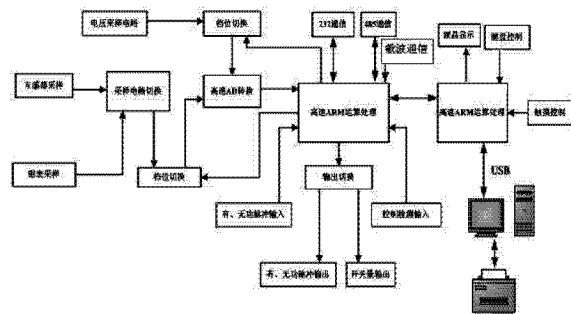 电压采样电路
档位切换
232通信
485通信
载波通信
液晶显示
键盘控制
互感器采样
采样电路切换
高速AD转换
高速ARM运算处理
高速ARM运算处理
触摸控制
钳表采样
档位切换
输出切换
USB
有、无功脉冲输入
控制检测输入
有、无功脉冲输出
开关量输出